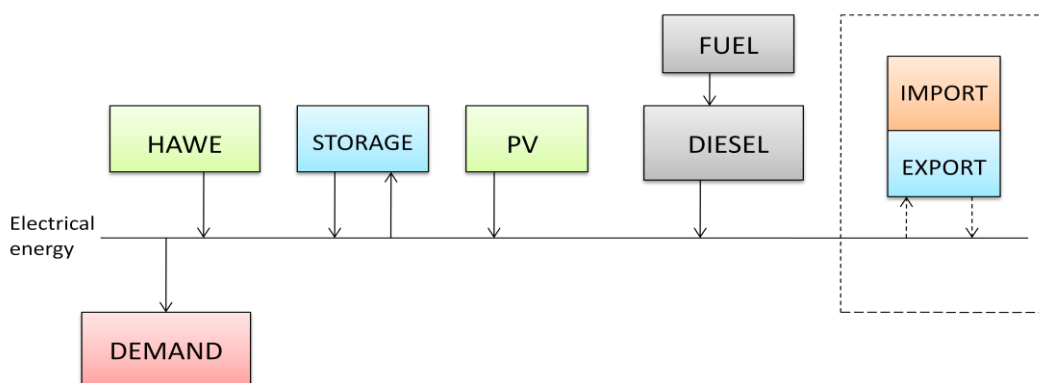 FUEL
IMPORT
HAWE
STORAGE
PV
DIESEL
EXPORT
Electrical
energy
DEMAND